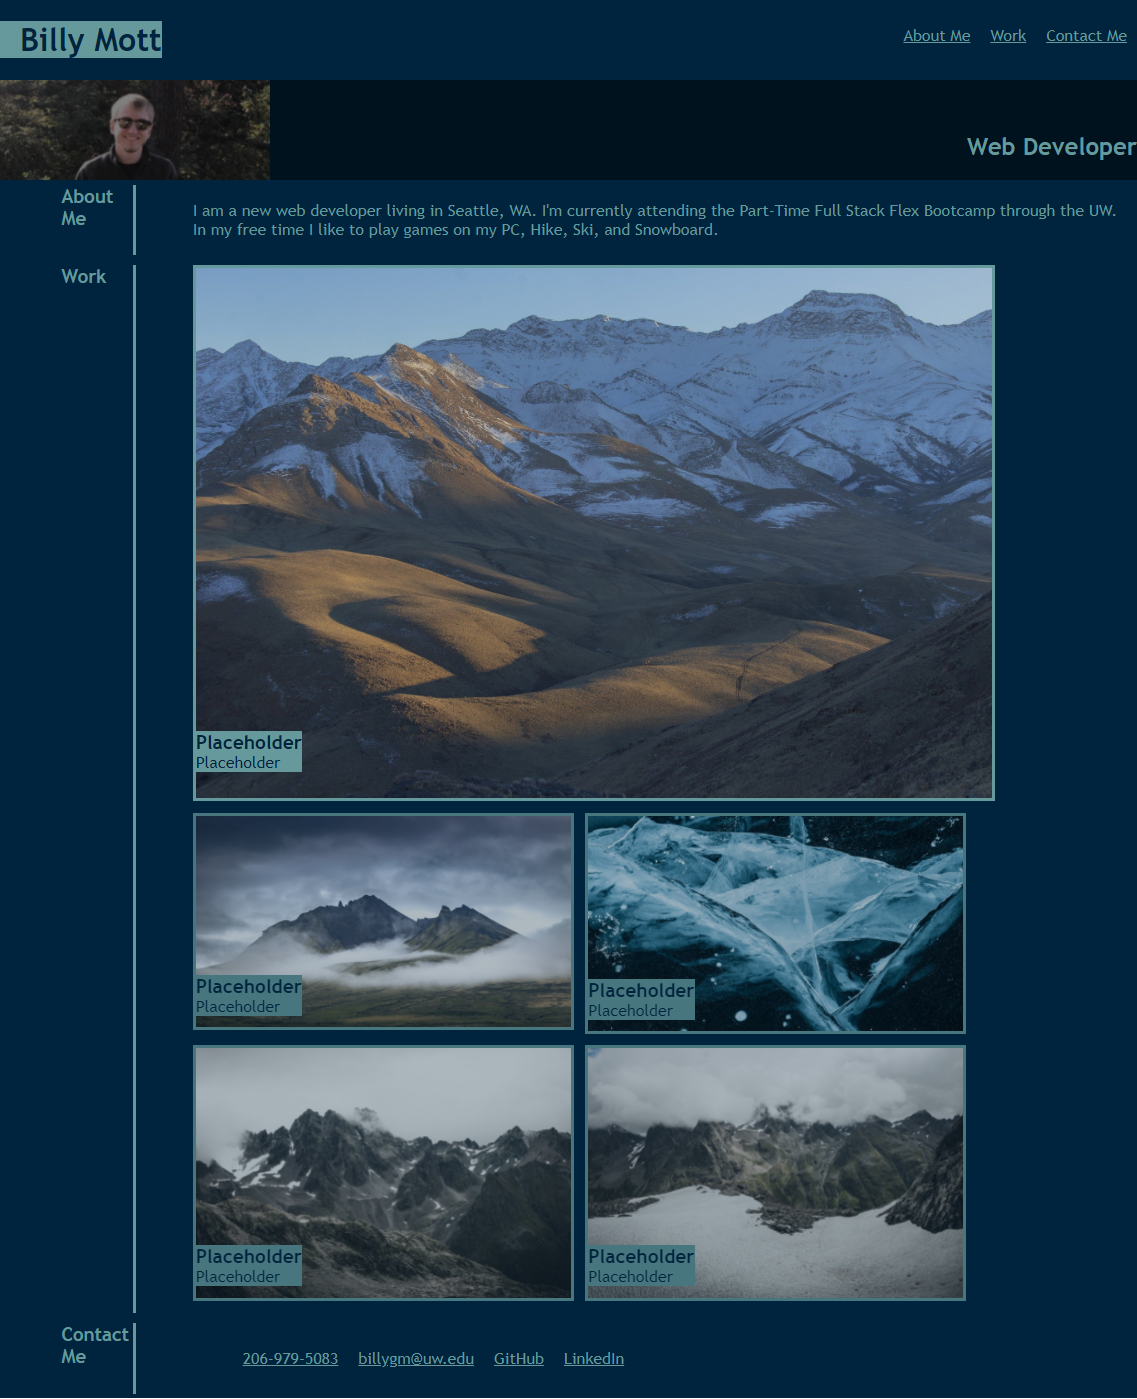 Billy Mott
About Me Work Contact Me
Web Developer
About
Me
I am a new web developer living in Seattle, WA. I'm currently attending the Part-Time Full Stack Flex Bootcamp through the UW.
In my free time I like to play games on my PC, Hike, Ski, and Snowboard.
Work
Placeholder
Placeholder
Placeholder
Placeholder
Placeholder
Placeholder
Placeholder
Placeholder
Placeholder
Placeholder
Contact
Me
206-979-5083 billygm@uw.edu GitHub LinkedIn